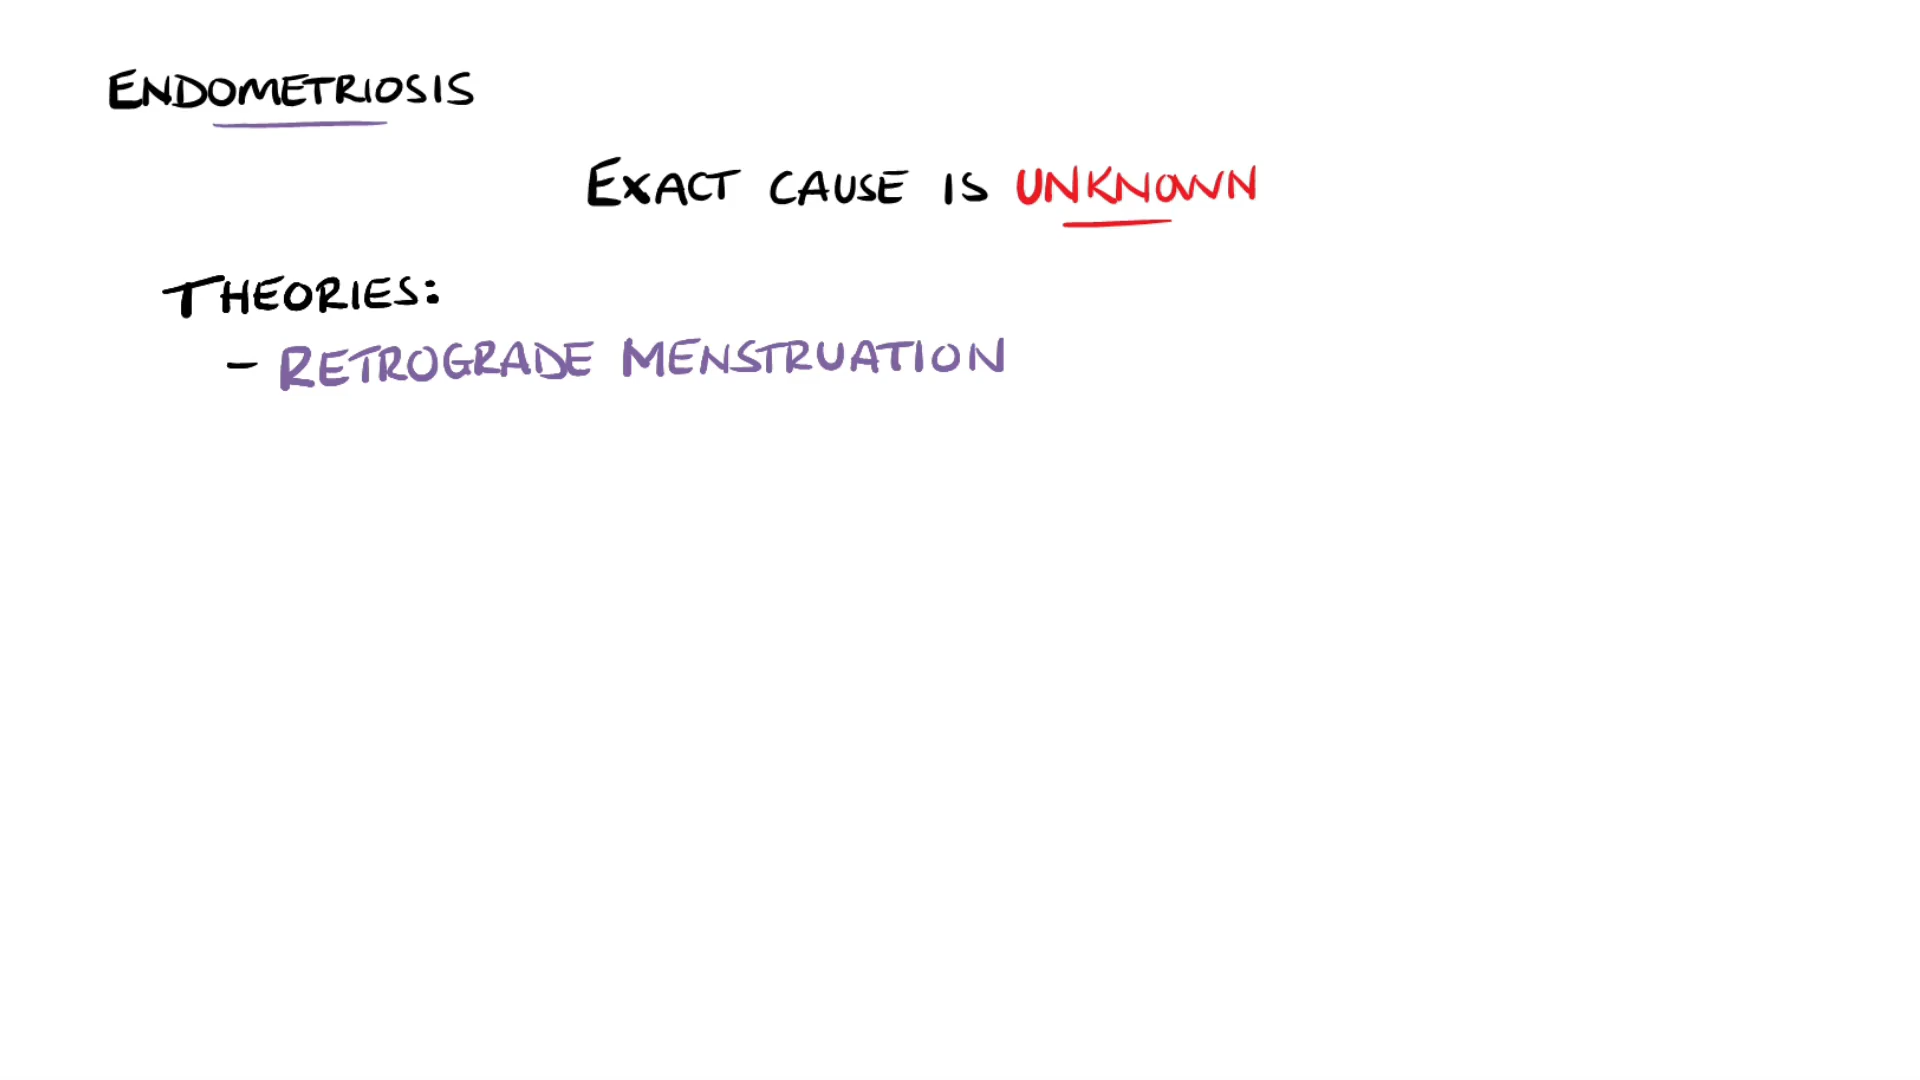 ENDOMETRIOSIS
EXACT CAUSE IS UNKNOWN
THEORIES:
- RETROGRADE MENSTRUATION